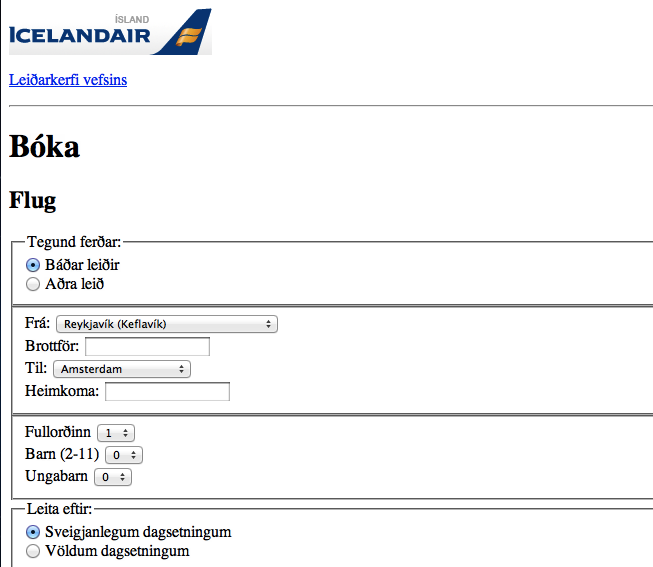 ÍSLAND
ICELANDAIR
Leiðarkerfi vefsins
Bóka
Flug
Tegund ferðar:
Báðar leiðir
Aðra leið
Frá: Reykjavík (Keflavík)
Brottför:
Til: Amsterdam
Heimkoma:
Fullorðinn 1
Barn (2-11) 0
Ungabarn 0
Leita eftir:
Sveigjanlegum dagsetningum
Völdum dagsetningum